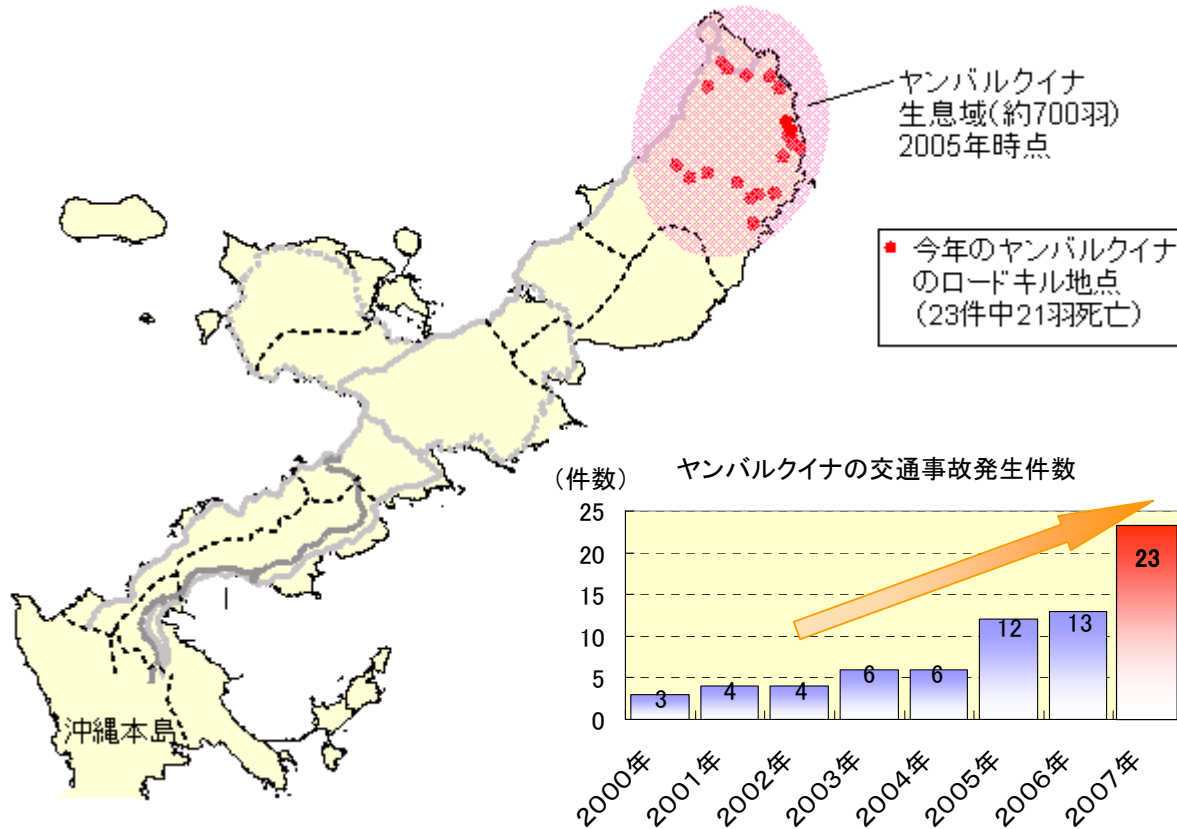 ヤンバルクイナ
生息域(約700羽)
2005年時点
今年のヤンバルクイナ
のロードキル地点
(23件中21羽死亡)
沖縄本島
ヤンバルクイナの交通事故発生件数
(件数)
25
20
15
10
5
0
3
4
4
6
6
12
13
23
2000年
2001年
2002年
2003年
2004年
2005年
2006年
2007年